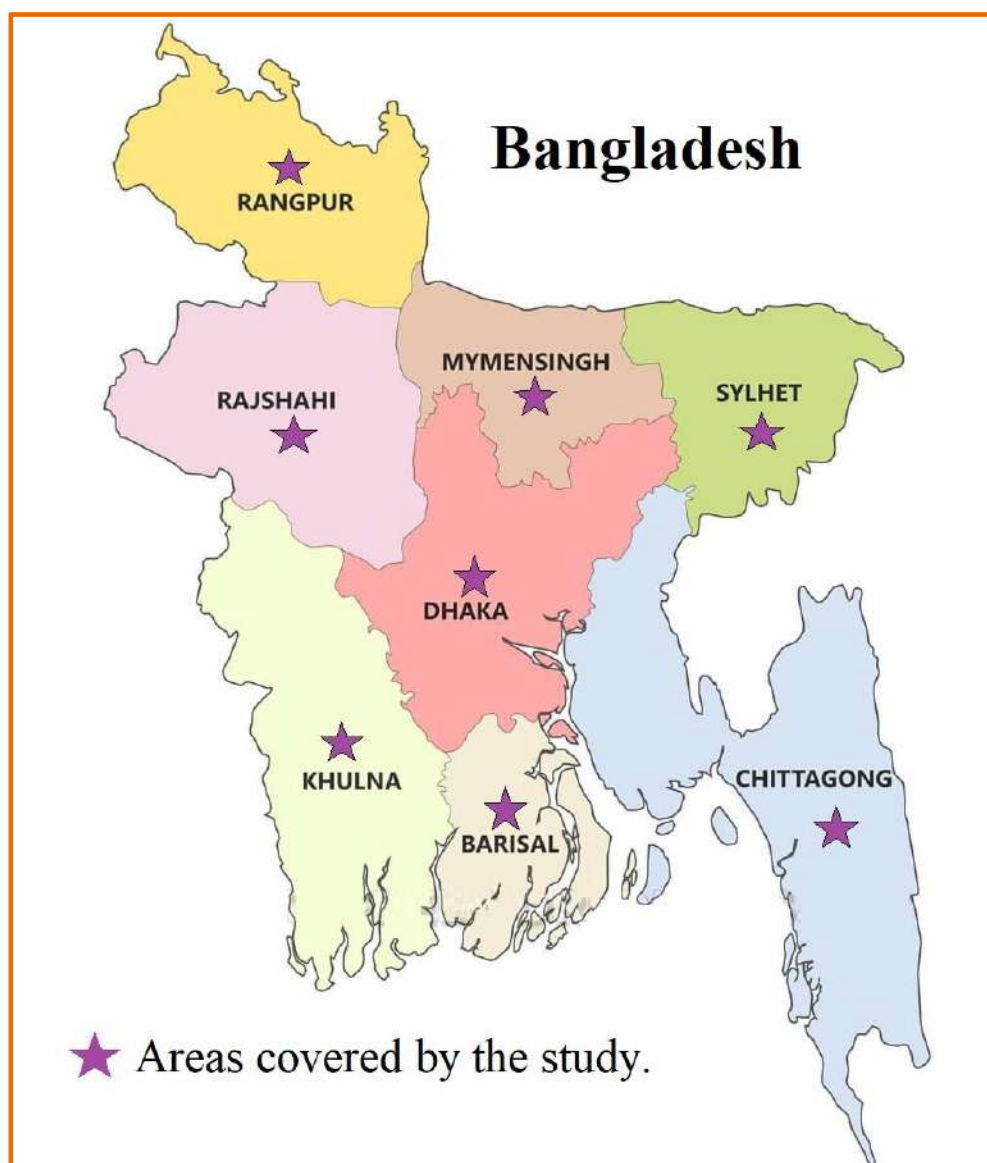 Bangladesh
RANGPUR
MYMENSINGH
RAJSHAHI
SYLHET
DHAKA
KHULNA
CHITTAGONG
BARISAL
Areas covered by the study.